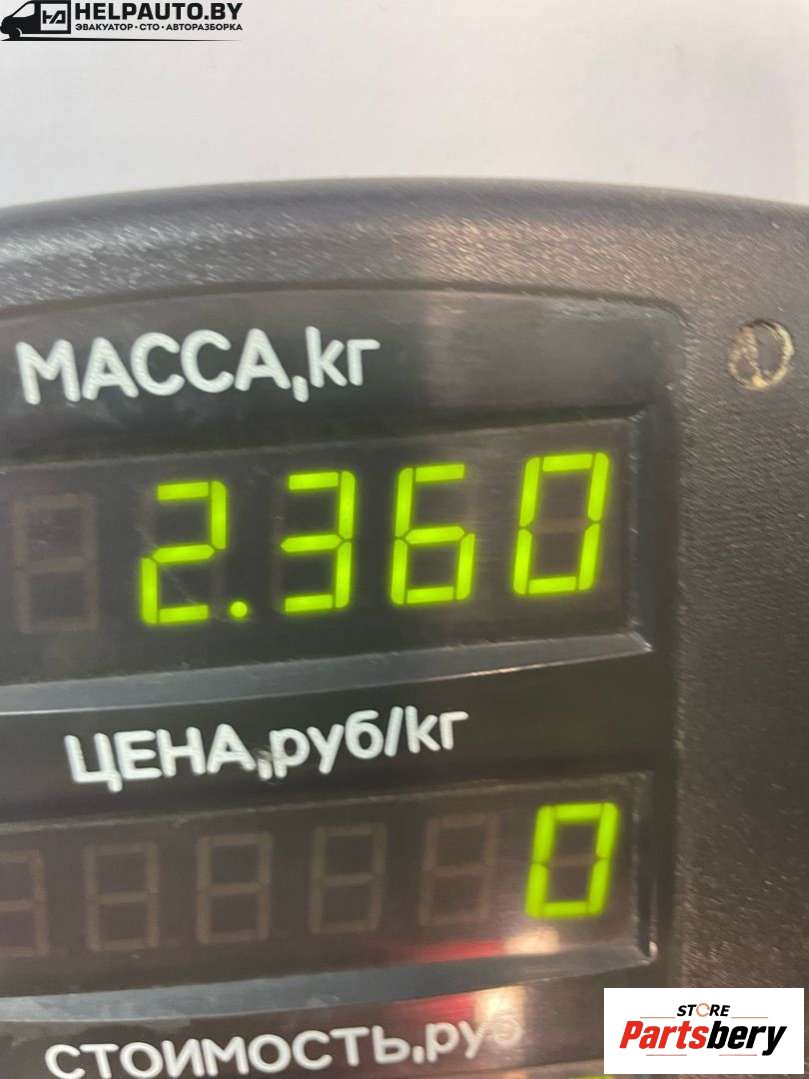 HELPAUTO.BY
ЭВАКУАТОР•СТО•АВТОРАЗБОРКА
МАССА,кг
2.360
ЦЕНА,руб/кг
0
СТОИМОСТЬ,руб
STORE
Partsbery